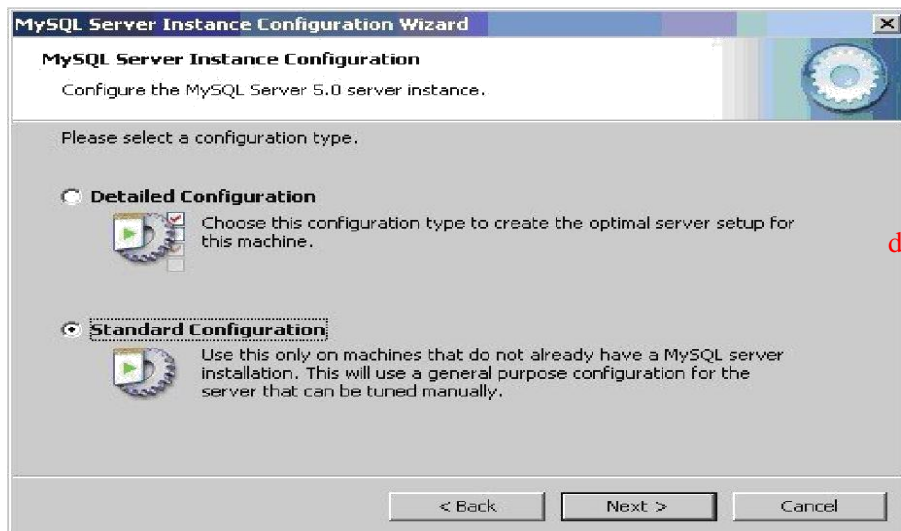 MySQL Server Instance Configuration Wizard
MySQL Server Instance Configuration
Configure the MySQL Server 5.0 server instance.
Please select a configuration type.
Detailed Configuration
Choose this configuration type to create the optimal server setup for
this machine.
d
Standard Configuration
Use this only on machines that do not already have a MySQL server
installation. This will use a general purpose configuration for the
server that can be tuned manually.
< Back
Next >
Cancel